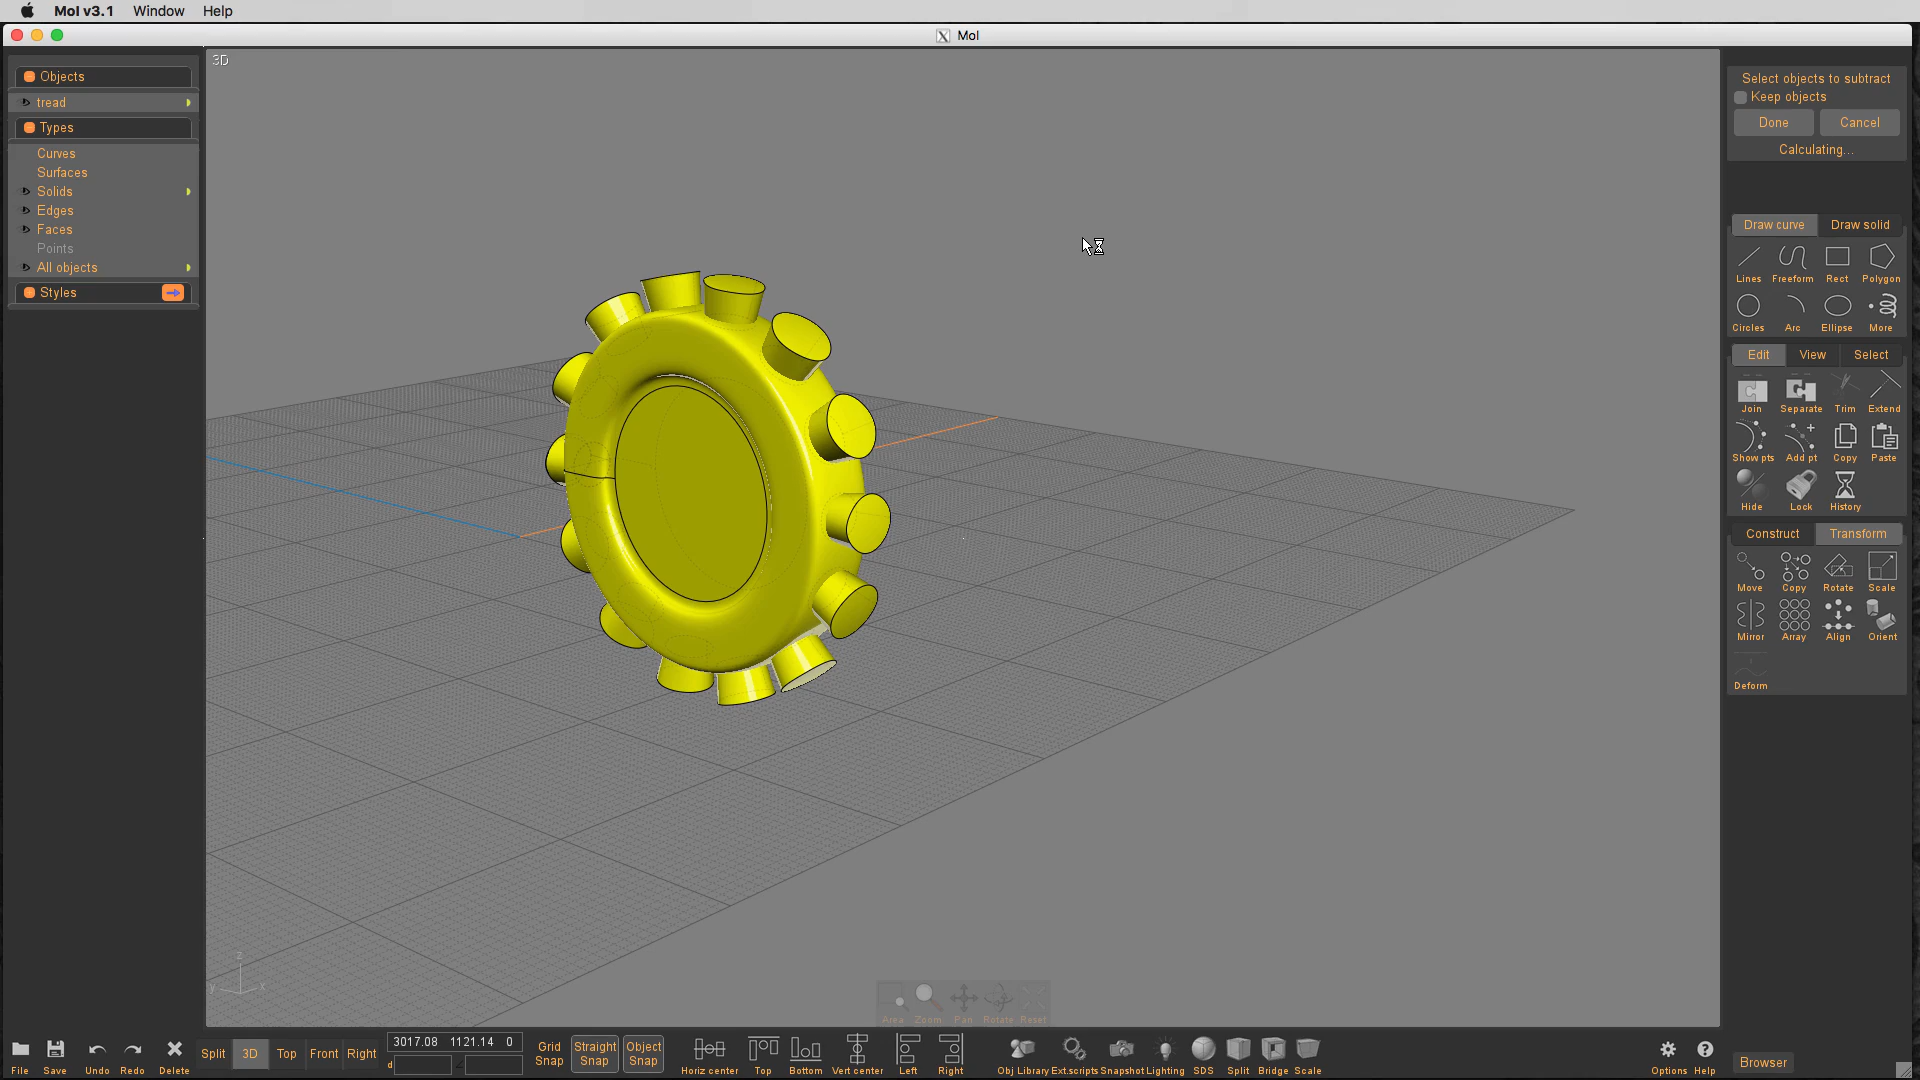 MoI v3.1 Window Help
MoI
3D
Objects
tread
Types
Curves
Surfaces
Solids
Edges
Faces
Points
All objects
Styles
Select objects to subtract
Keep objects
Done Cancel
Calculating...
Draw curve Draw solid
Lines Freeform Rect Polygon
Circles Arc Ellipse More
Edit View Select
Join Separate Trim Extend
Show pts Add pt Copy Paste
Hide Lock History
Construct Transform
Move Copy Rotate Scale
Mirror Array Align Orient
Deform
z
y x
Area Zoom Pan Rotate Reset
File Save Undo Redo Delete
Split 3D Top Front Right
3017.08 1121.14 0
d
Grid Snap
Straight Snap
Object Snap
Horiz center Top Bottom Vert center Left Right
Obj Library Ext.scripts Snapshot Lighting SDS Split Bridge Scale
Options Help
Browser